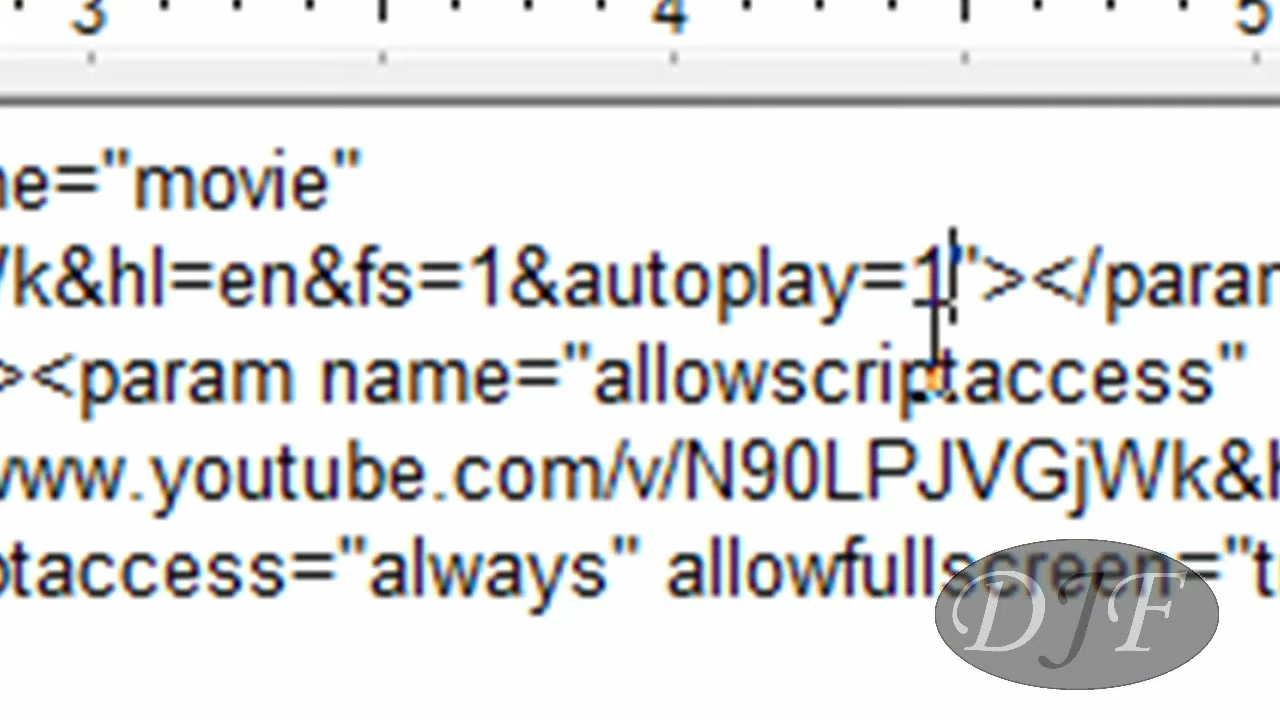 3 4 5
ne="movie"
Wk&hl=en&fs=1&autoplay=1"></param
><param name="allowscriptaccess"
www.youtube.com/v/N90LPJVGjWk&h
ptaccess="always" allowfullscreen="t
DJF